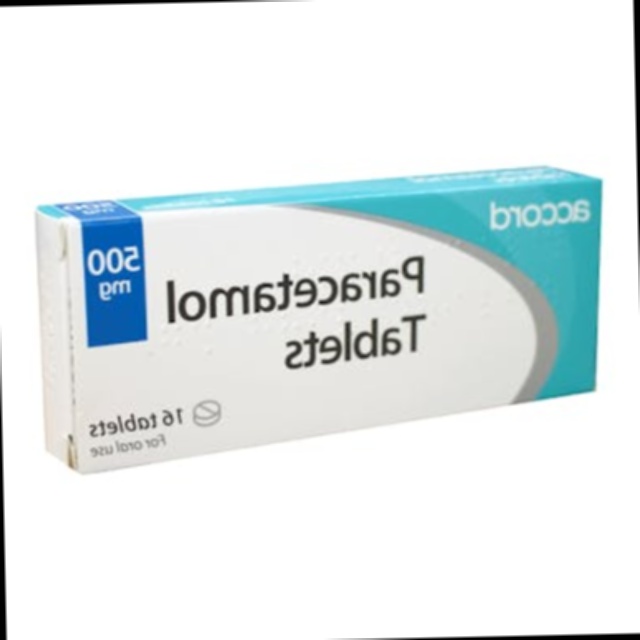 accord
Paracetamol
Tablets
500
mg
16 tablets
For oral use